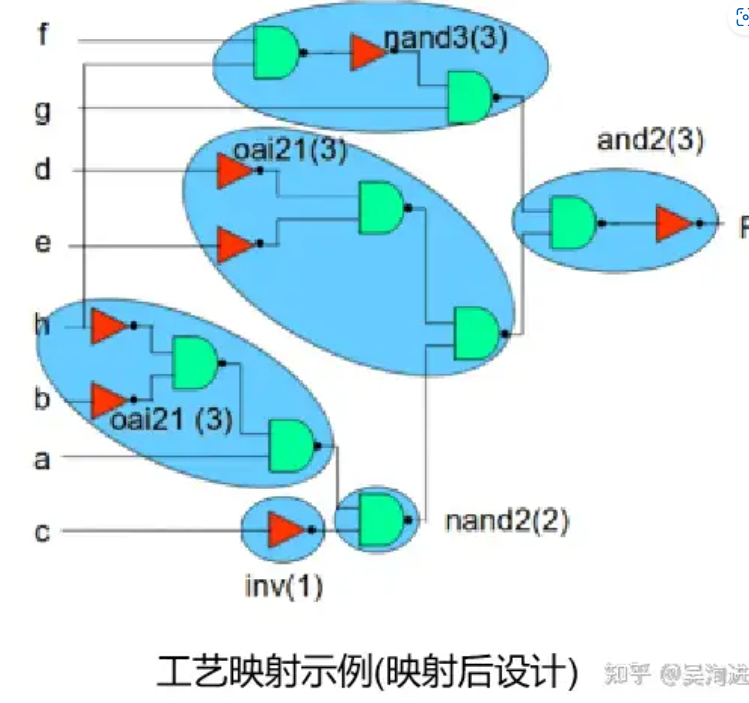 f
nand3(3)
g
and2(3)
oai21(3)
d
e
h
b
oai21 (3)
a
c
nand2(2)
inv(1)
工艺映射示例(映射后设计)
知乎 @吴洵进